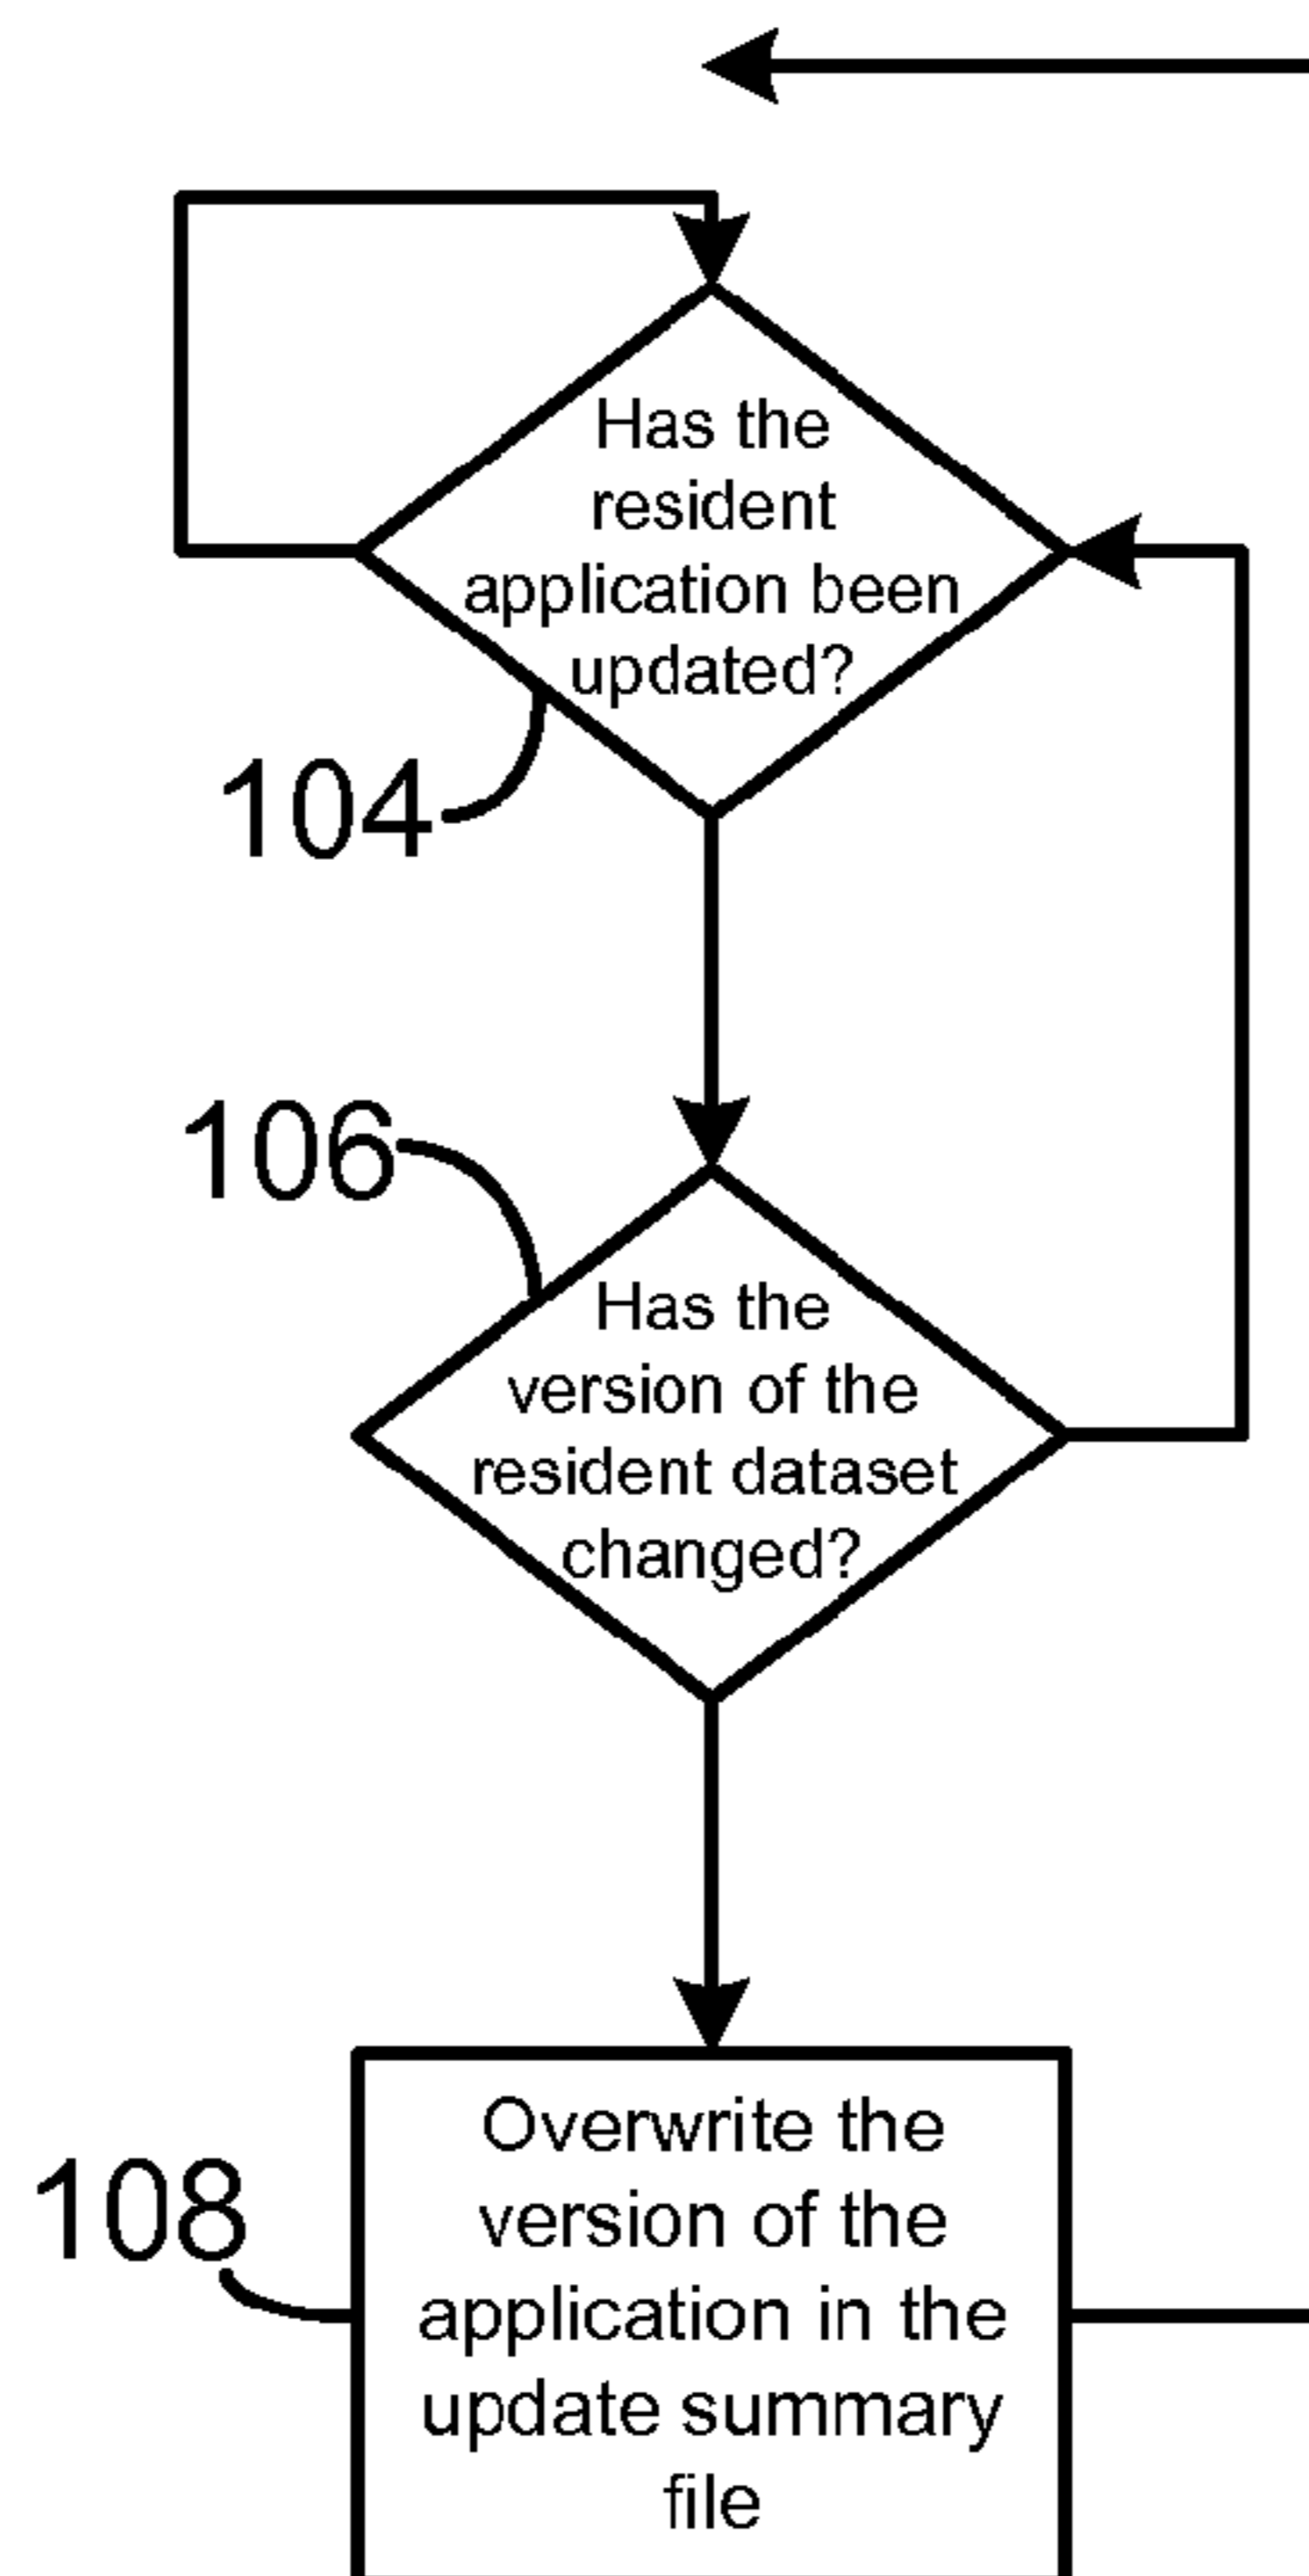 Has the
resident
application been
updated?
104
106
Has the
version of the
resident dataset
changed?
Overwrite the
version of the
application in the
update summary
file
108